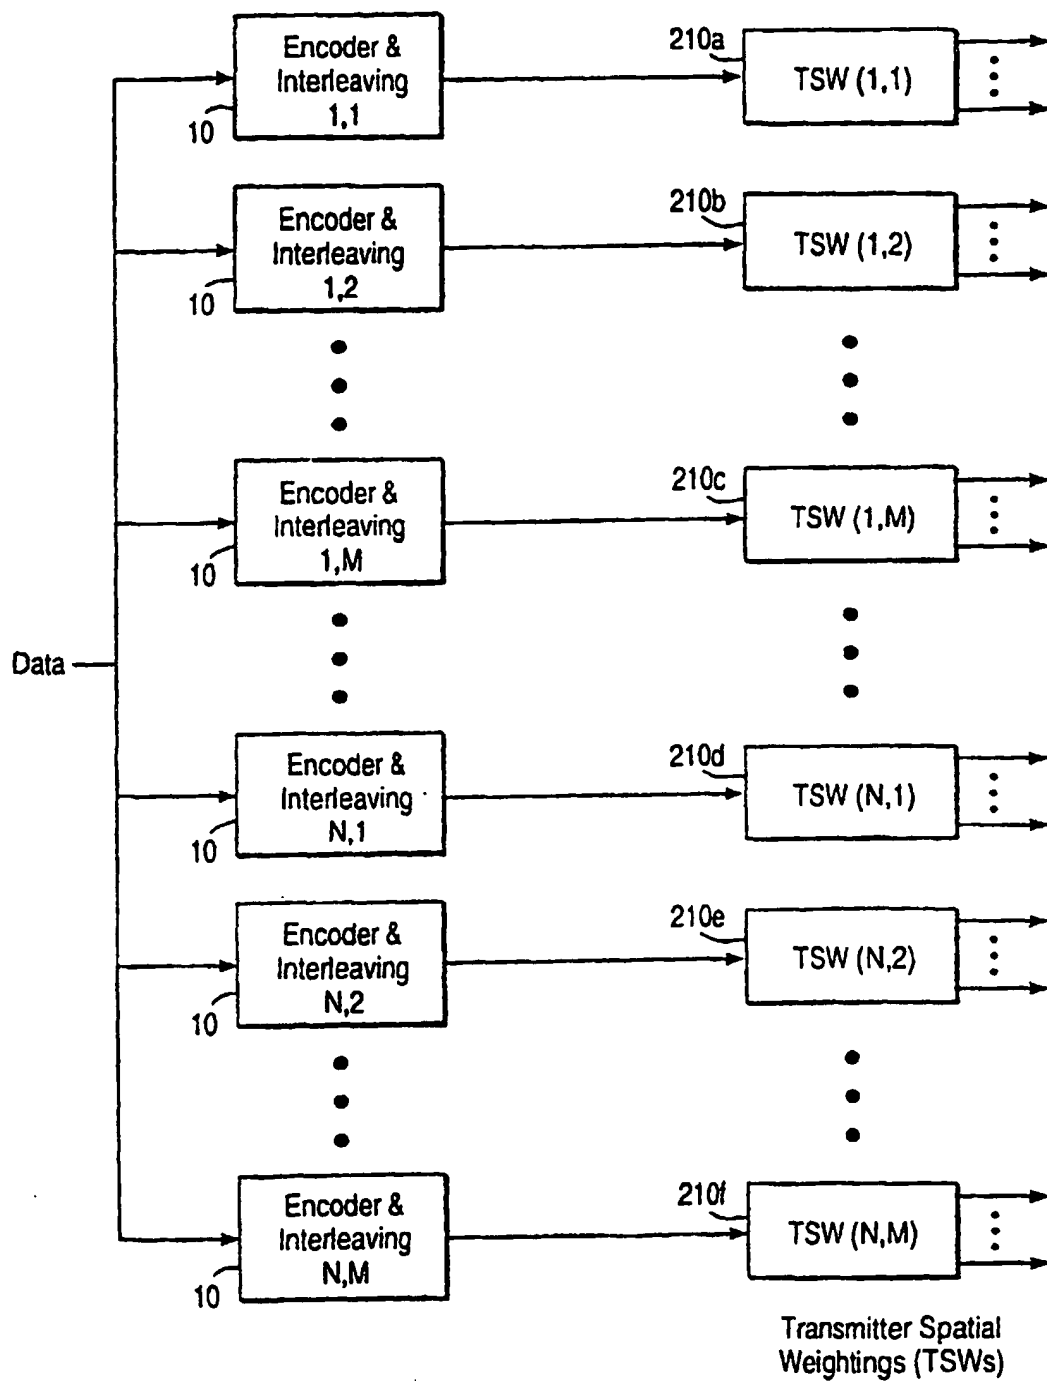 Encoder &
Interleaving
1,1
10
210a
TSW (1,1)
Encoder &
Interleaving
1,2
10
210b
TSW (1,2)
Encoder &
Interleaving
1,M
10
210c
TSW (1,M)
Data
Encoder &
Interleaving
N,1
10
210d
TSW (N,1)
Encoder &
Interleaving
N,2
10
210e
TSW (N,2)
Encoder &
Interleaving
N,M
10
210f
TSW (N,M)
Transmitter Spatial
Weightings (TSWs)